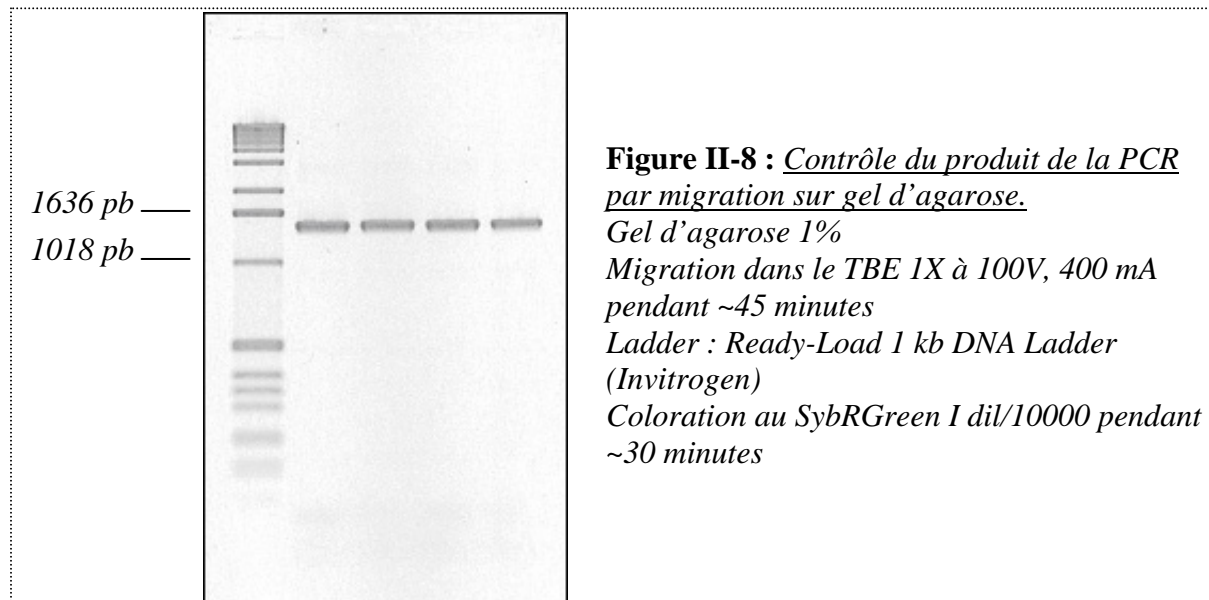 1636 pb
1018 pb
Figure II-8 : Contrôle du produit de la PCR
par migration sur gel d’agarose.
Gel d’agarose 1%
Migration dans le TBE 1X à 100V, 400 mA
pendant ~45 minutes
Ladder : Ready-Load 1 kb DNA Ladder
(Invitrogen)
Coloration au SybRGreen I dil/10000 pendant
~30 minutes